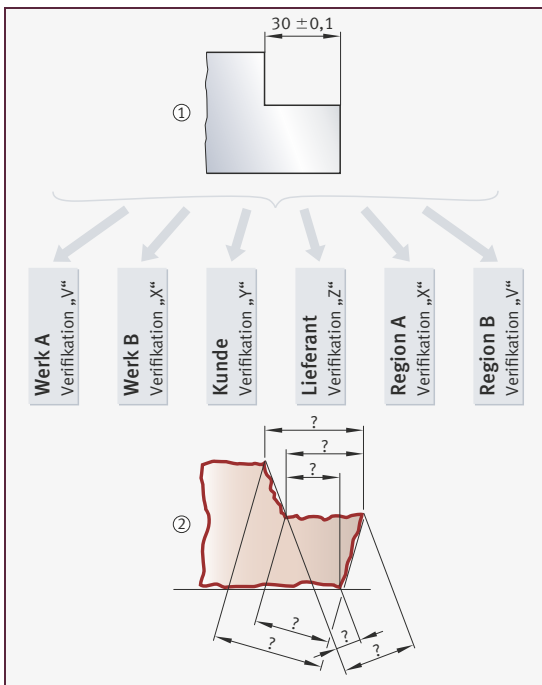 30 ±0,1
①
Werk A
Verifikation „V“
Werk B
Verifikation „X“
Kunde
Verifikation „Y“
Lieferant
Verifikation „Z“
Region A
Verifikation „X“
Region B
Verifikation „V“
?
?
?
②
?
?
?
?